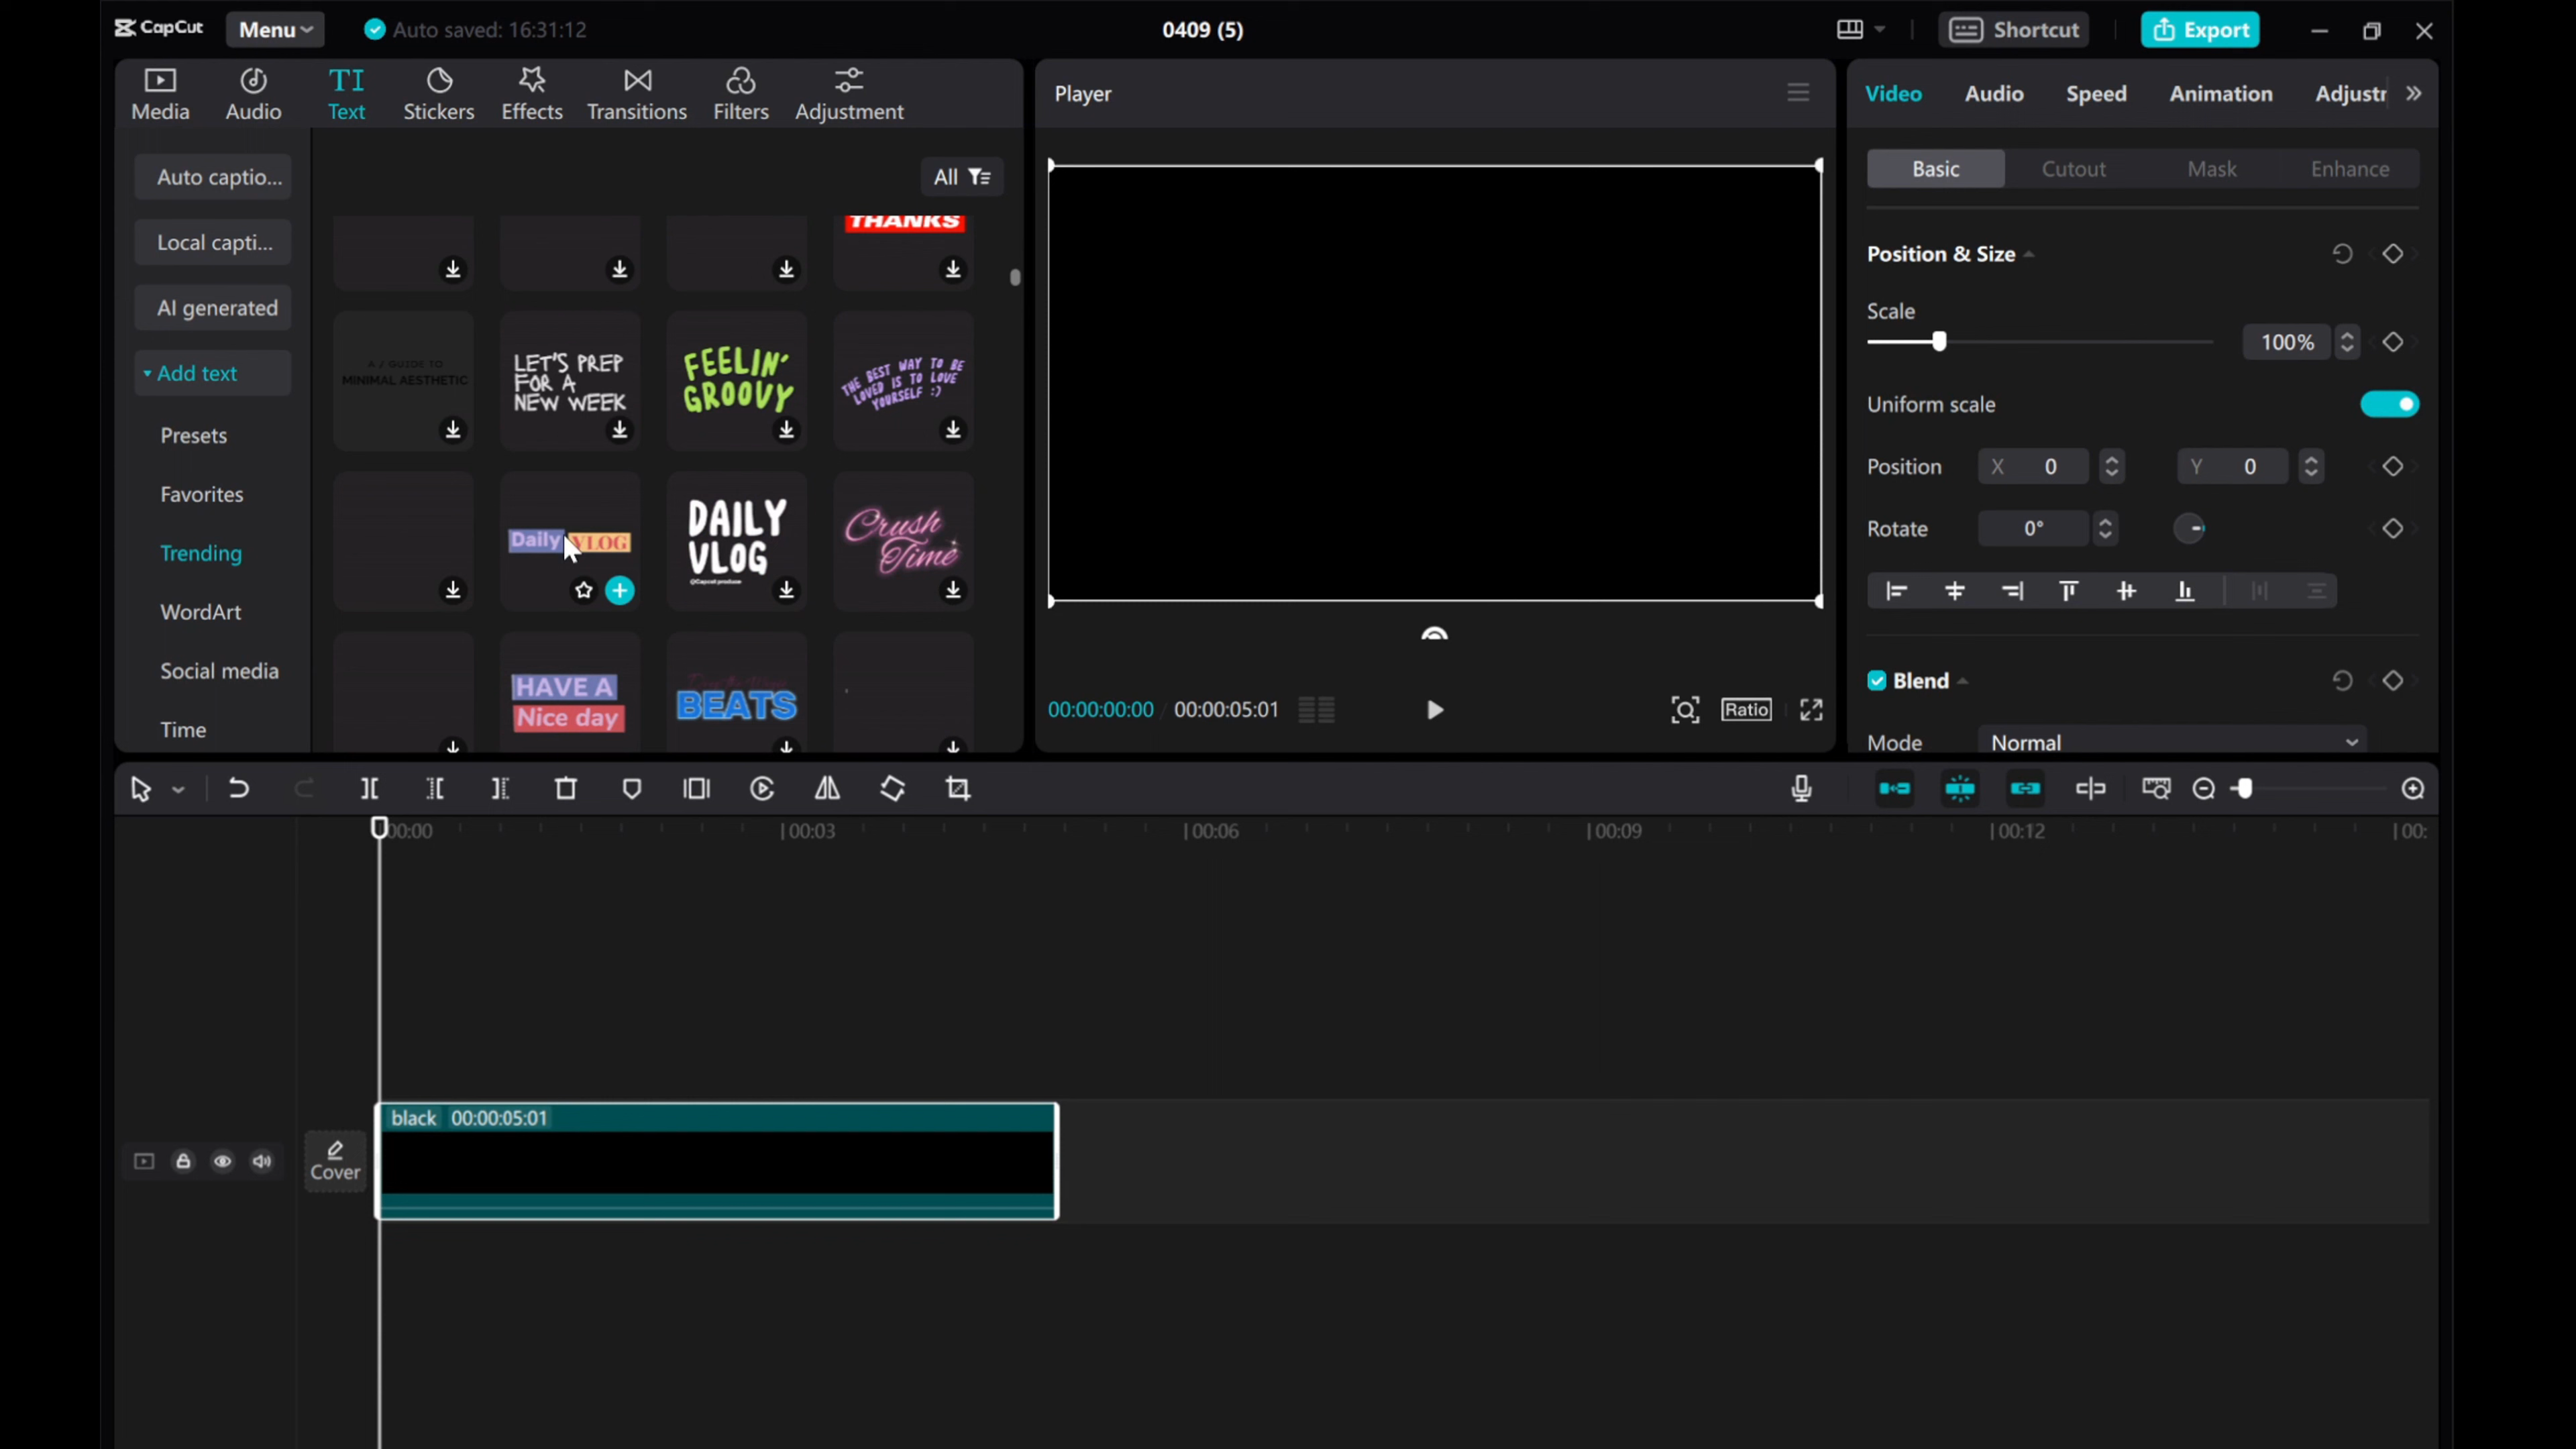 CapCut Menu Auto saved: 16:31:12 0409 (5) Shortcut Export
Media Audio Text Stickers Effects Transitions Filters Adjustment
Player
Video Audio Speed Animation Adjustr
Auto captio...
Local capti...
AI generated
Add text
Presets
Favorites
Trending
WordArt
Social media
Time
All
THANKS
A J GUIDE TO
MINIMAL AESTHETIC
LET'S PREP
FOR A
NEW WEEK
FEELIN'
GROOVY
THE BEST WAY TO BE
LOVED IS TO LOVE
YOURSELF :)
Daily VLOG
DAILY
VLOG
@Capcut produse
Crush
Time
HAVE A
Nice day
BEATS
00:00:00:00 / 00:00:05:01
Ratio
Basic Cutout Mask Enhance
Position & Size
Scale
100%
Uniform scale
Position X 0 Y 0
Rotate 0°
Blend
Mode Normal
00:00 00:03 00:06 00:09 00:12 00:
black 00:00:05:01
Cover